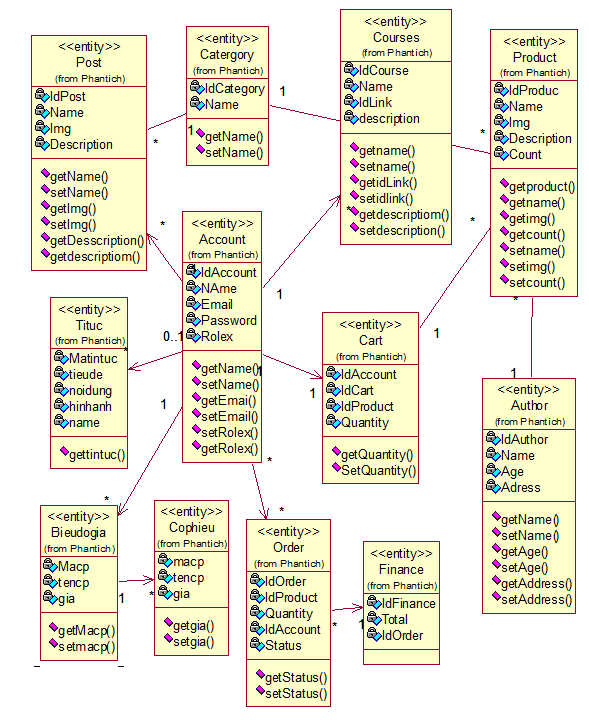 <<entity>>
Post
(from Phantich)
IdPost
Name
Img
Description
getName()
setName()
getImg()
setImg()
getDesscription()
getdescriptiom()
<<entity>>
Catergory
(from Phantich)
IdCategory
Name
getName()
setName()
<<entity>>
Courses
(from Phantich)
IdCourse
Name
IdLink
description
getname()
setname()
getidLink()
setidlink()
getdescriptiom()
setdescription()
<<entity>>
Product
(from Phantich)
IdProduc
Name
Img
Description
Count
getproduct()
getname()
getimg()
getcount()
setname()
setimg()
setcount()
<<entity>>
Account
(from Phantich)
IdAccount
NAme
Email
Password
Rolex
getName()
setName()
getEmai()
setEmail()
setRolex()
getRolex()
<<entity>>
Tituc
(from Phantich)
Matintuc
tieude
noidung
hinhanh
name
gettintuc()
<<entity>>
Cart
(from Phantich)
IdAccount
IdCart
IdProduct
Quantity
getQuantity()
SetQuantity()
<<entity>>
Author
(from Phantich)
IdAuthor
Name
Age
Adress
getName()
setName()
getAge()
setAge()
getAddress()
setAddress()
<<entity>>
Bieudogia
(from Phantich)
Macp
tencp
gia
getMacp()
setmacp()
<<entity>>
Cophieu
(from Phantich)
macp
tencp
gia
getgia()
setgia()
<<entity>>
Order
(from Phantich)
IdOrder
IdProduct
Quantity
IdAccount
Status
getStatus()
setStatus()
<<entity>>
Finance
(from Phantich)
IdFinance
Total
IdOrder
*
1
1
*
*
1
*
0..1
*
1
1
1
*
*
1
1
*
*
*
1
*
*
1